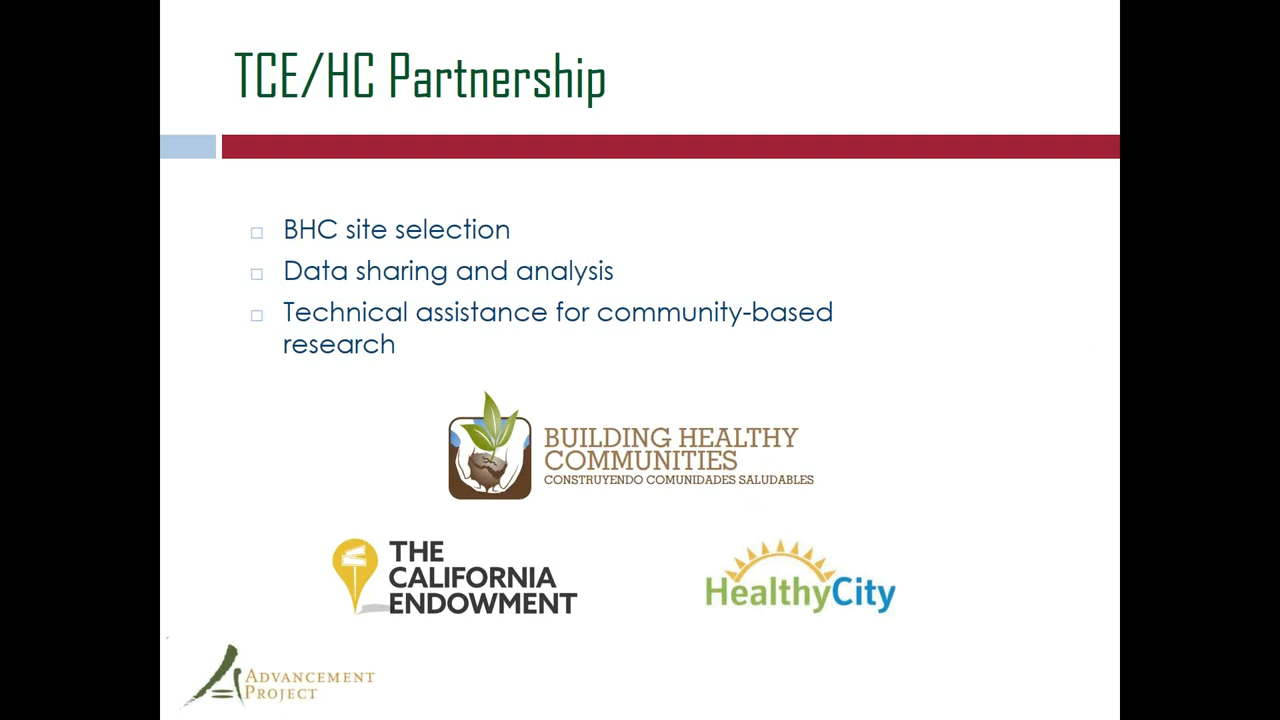 TCE/HC Partnership
BHC site selection
Data sharing and analysis
Technical assistance for community-based
research
BUILDING HEALTHY
COMMUNITIES
CONSTRUYENDO COMUNIDADES SALUDABLES
THE
CALIFORNIA
ENDOWMENT
HealthyCity
ADVANCEMENT
PROJECT